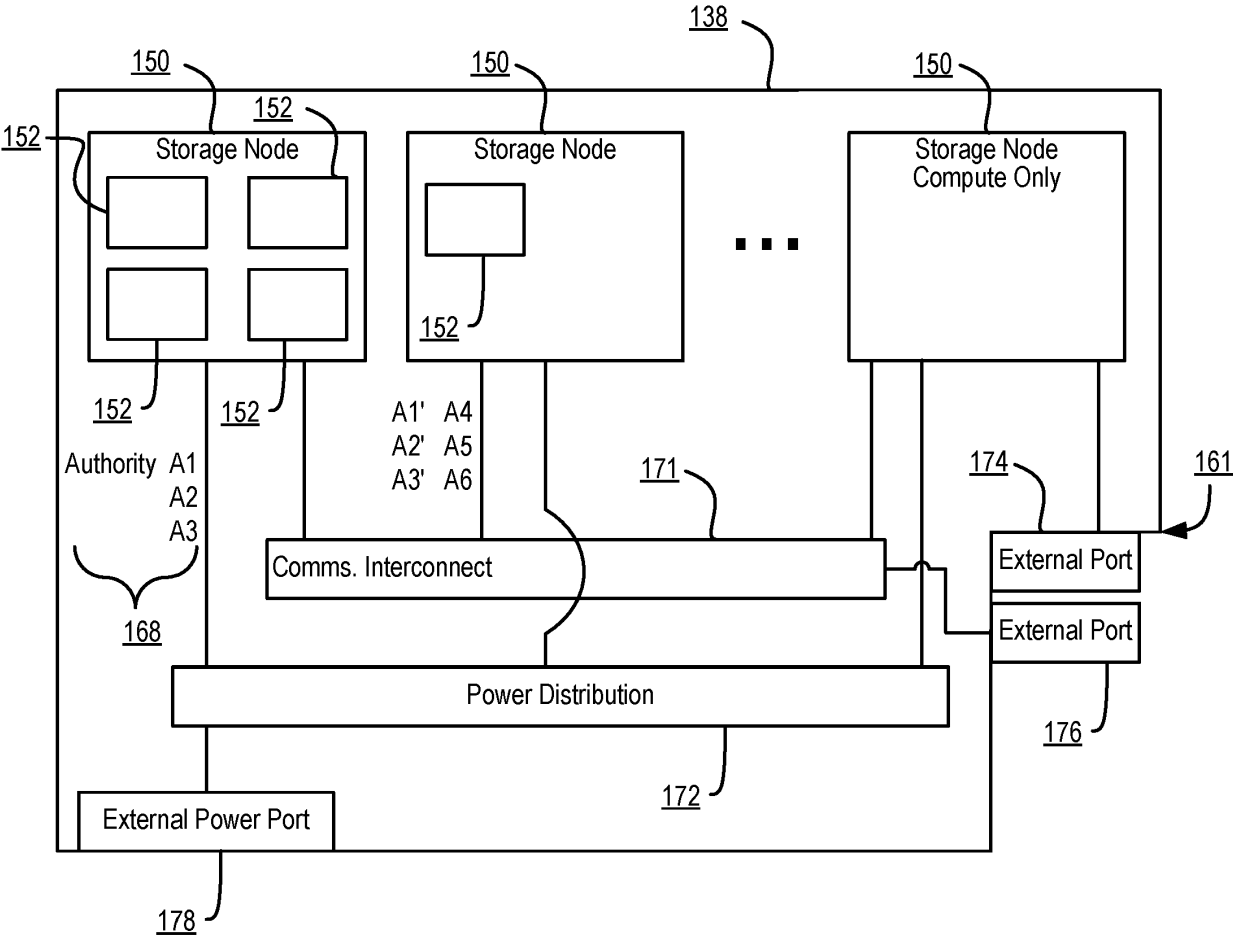 138
150
150
150
152
152
Storage Node
Storage Node
Storage Node
Compute Only
152
152
152
A1' A4
A2' A5
A3' A6
Authority A1
A2
A3
168
171
174
161
Comms. Interconnect
External Port
External Port
176
Power Distribution
172
External Power Port
178